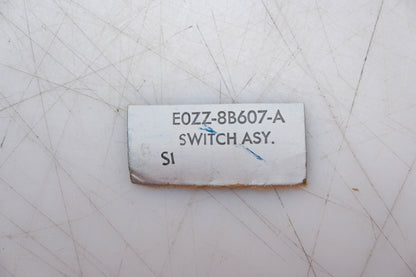 E0ZZ-8B607-A
SWITCH ASY.
SI